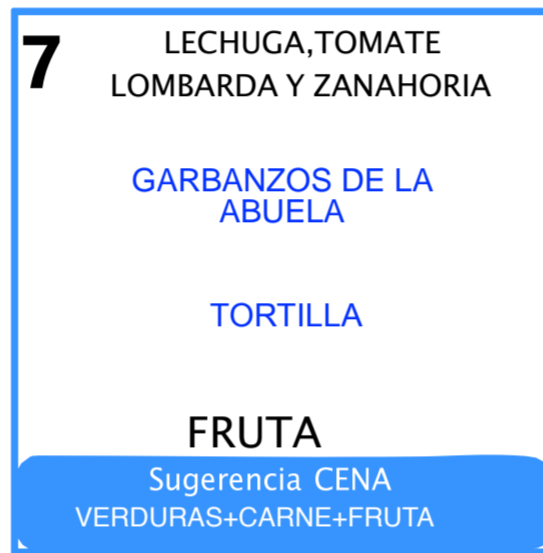 7
LECHUGA,TOMATE
LOMBARDA Y ZANAHORIA
GARBANZOS DE LA
ABUELA
TORTILLA
FRUTA
Sugerencia CENA
VERDURAS+CARNE+FRUTA